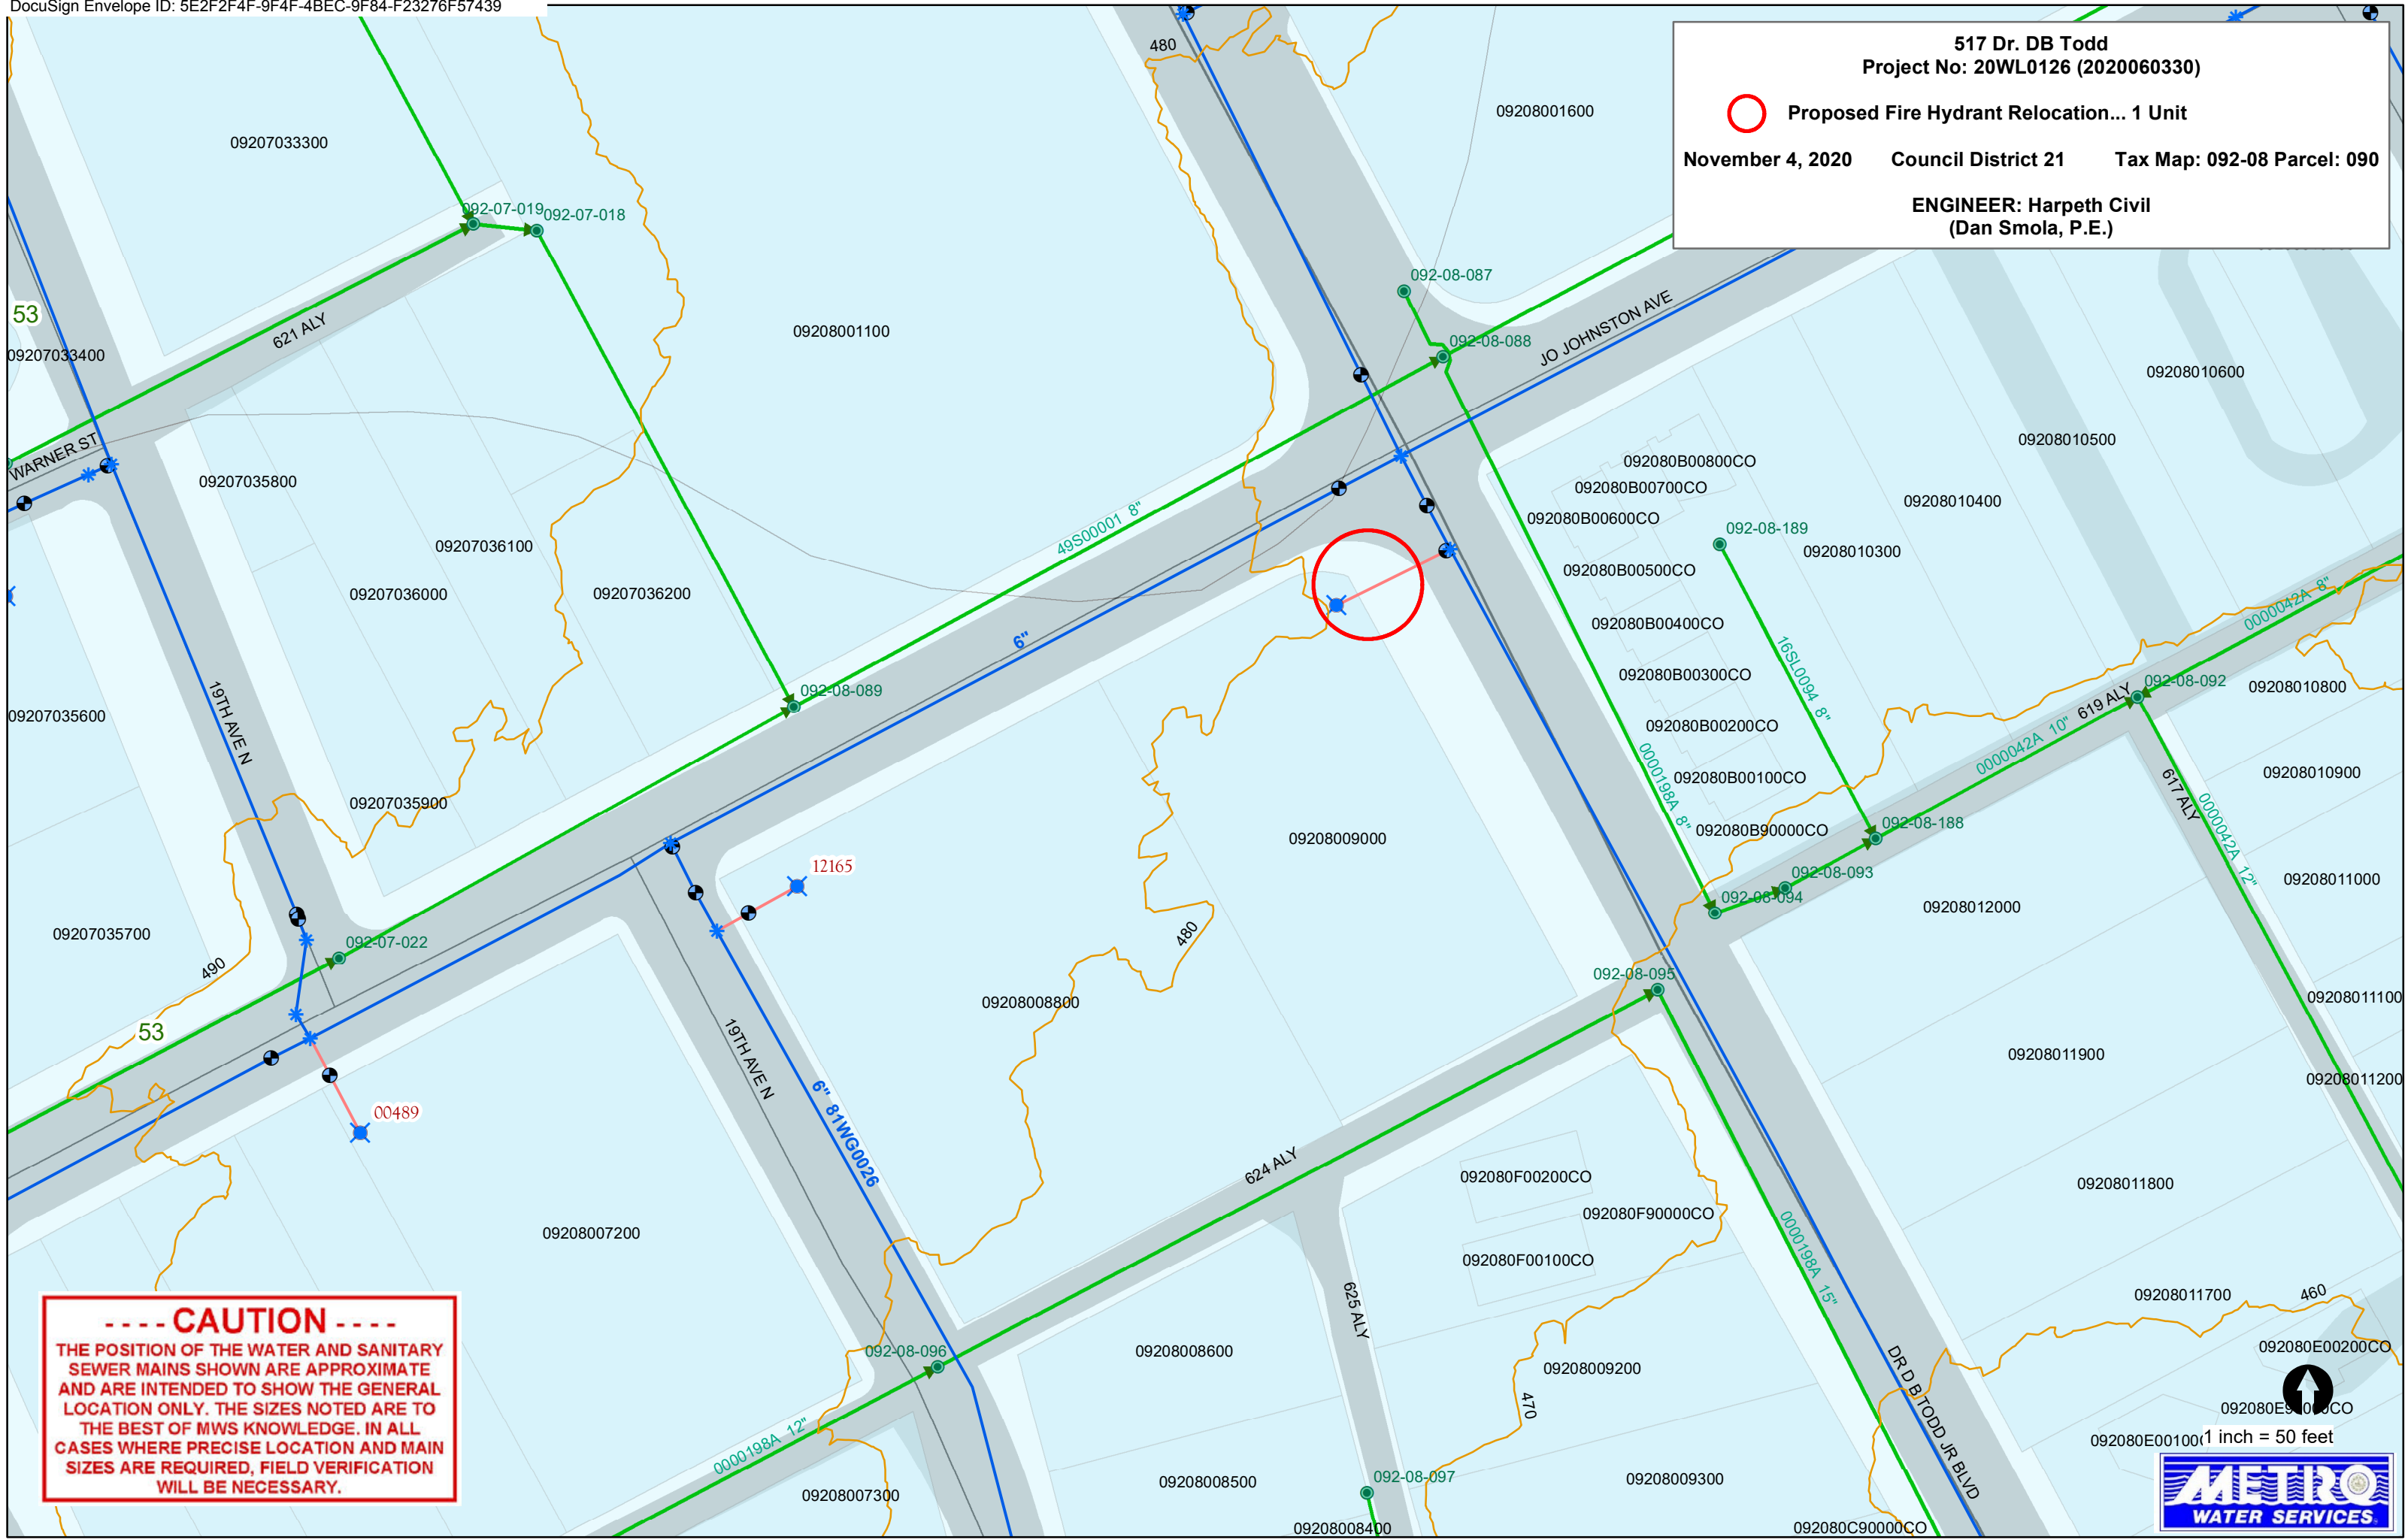 DocuSign Envelope ID: 5E2F2F4F-9F4F-4BEC-9F84-F23276F57439
517 Dr. DB Todd
Project No: 20WL0126 (2020060330)
Proposed Fire Hydrant Relocation... 1 Unit
November 4, 2020 Council District 21 Tax Map: 092-08 Parcel: 090
ENGINEER: Harpeth Civil
(Dan Smola, P.E.)
480
09208001600
09207033300
092-07-019
092-07-018
092-08-087
53
621 ALY
09208001100
JO JOHNSTON AVE
092-08-088
09207033400
09208010600
WARNER ST
09208010500
092080B00800CO
09207035800
092080B00700CO
09208010400
49S00001 8"
092080B00600CO
092-08-189
09207036100
09208010300
092080B00500CO
09207036000
09207036200
000042A 8"
092080B00400CO
6"
16SL0094 8"
092080B00300CO
092-08-092
092-08-089
09208010800
619 ALY
09207035600
19TH AVE N
092080B00200CO
0000042A 10"
092080B00100CO
09208010900
0000198A 8"
617 ALY
09207035900
092-08-188
092080B90000CO
09208009000
0000042A 12"
12165
092-08-093
09208011000
092-08-094
09208012000
09207035700
480
092-07-022
490
092-08-095
09208008800
09208011100
53
09208011900
19TH AVE N
09208011200
00489
6" 81WG0026
624 ALY
092080F00200CO
09208011800
092080F90000CO
09208007200
092080F00100CO
0000198A 15"
09208011700
460
625 ALY
092-08-096
09208008600
092080E00200CO
09208009200
DR D B TODD JR BLVD
470
0000198A 12"
1 inch = 50 feet
092-08-097
09208008500
09208009300
09208007300
09208008400
092080C90000CO
- - - - CAUTION - - - -
THE POSITION OF THE WATER AND SANITARY
SEWER MAINS SHOWN ARE APPROXIMATE
AND ARE INTENDED TO SHOW THE GENERAL
LOCATION ONLY. THE SIZES NOTED ARE TO
THE BEST OF MWS KNOWLEDGE. IN ALL
CASES WHERE PRECISE LOCATION AND MAIN
SIZES ARE REQUIRED, FIELD VERIFICATION
WILL BE NECESSARY.
METRO
WATER SERVICES